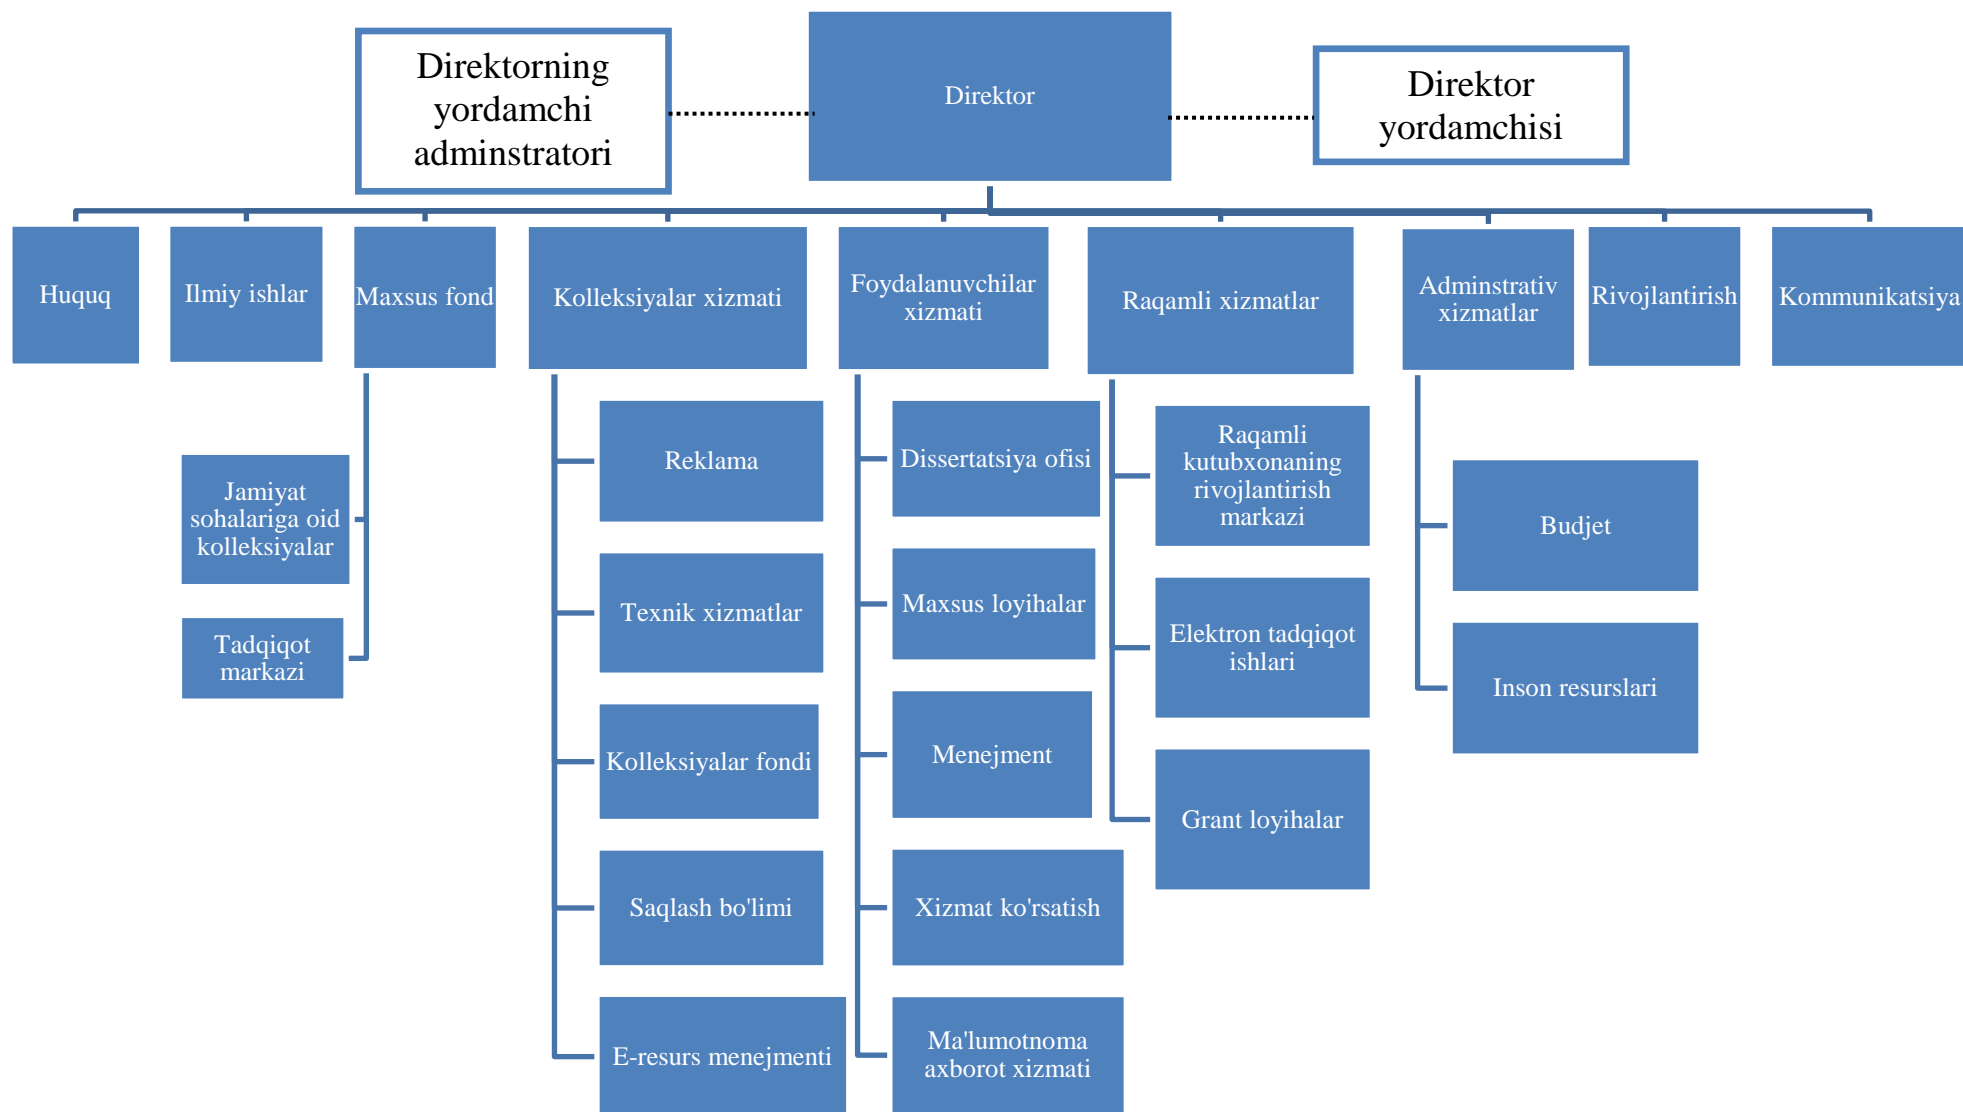 Direktorning
yordamchi
adminstratori
Direktor
Direktor
yordamchisi
Huquq
Ilmiy ishlar
Maxsus fond
Kolleksiyalar xizmati
Foydalanuvchilar
xizmati
Raqamli xizmatlar
Adminstrativ
xizmatlar
Rivojlantirish
Kommunikatsiya
Jamiyat
sohalariga oid
kolleksiyalar
Tadqiqot
markazi
Reklama
Texnik xizmatlar
Kolleksiyalar fondi
Saqlash bo'limi
E-resurs menejmenti
Dissertatsiya ofisi
Maxsus loyihalar
Menejment
Xizmat ko'rsatish
Ma'lumotnoma
axborot xizmati
Raqamli
kutubxonaning
rivojlantirish
markazi
Elektron tadqiqot
ishlari
Grant loyihalar
Budjet
Inson resurslari